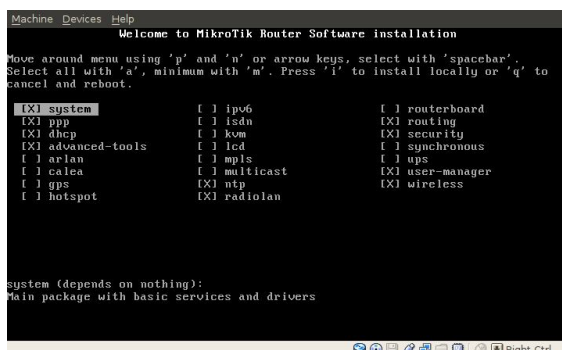 Machine Devices Help
Welcome to MikroTik Router Software installation
Move around menu using 'p' and 'n' or arrow keys, select with 'spacebar'.
Select all with 'a', minimum with 'm'. Press 'i' to install locally or 'q' to
cancel and reboot.
[X] system [ ] ipv6 [ ] routerboard
[X] ppp [ ] isdn [X] routing
[X] dhcp [ ] kvm [X] security
[X] advanced-tools [ ] lcd [ ] synchronous
[ ] arlan [ ] mpls [ ] ups
[ ] calea [ ] multicast [X] user-manager
[ ] gps [X] ntp [X] wireless
[ ] hotspot [X] radiolan
system (depends on nothing):
Main package with basic services and drivers
Right Ctrl